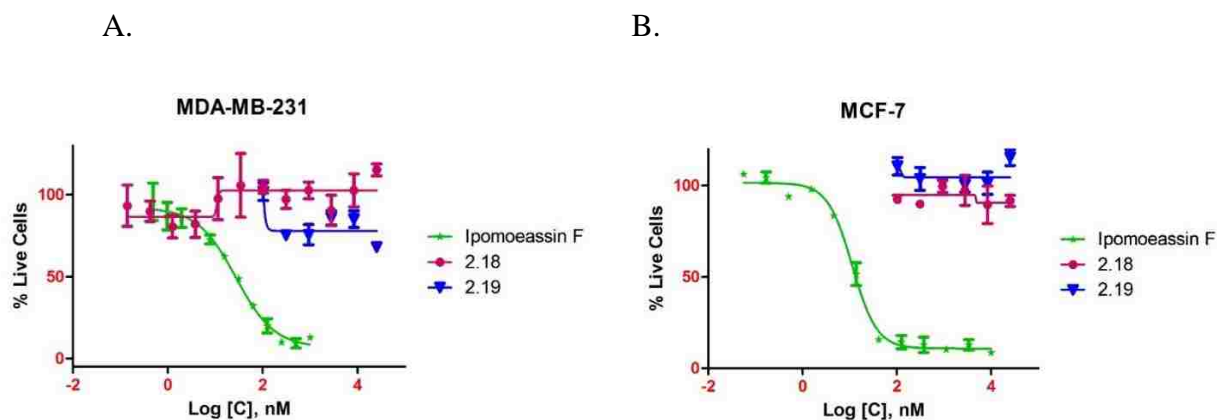 A.
B.
MDA-MB-231
% Live Cells
100
50
0
-2
0
2
4
Log [C], nM
Ipomoeassin F
2.18
2.19
MCF-7
% Live Cells
100
50
0
-2
0
2
4
Log [C], nM
Ipomoeassin F
2.18
2.19